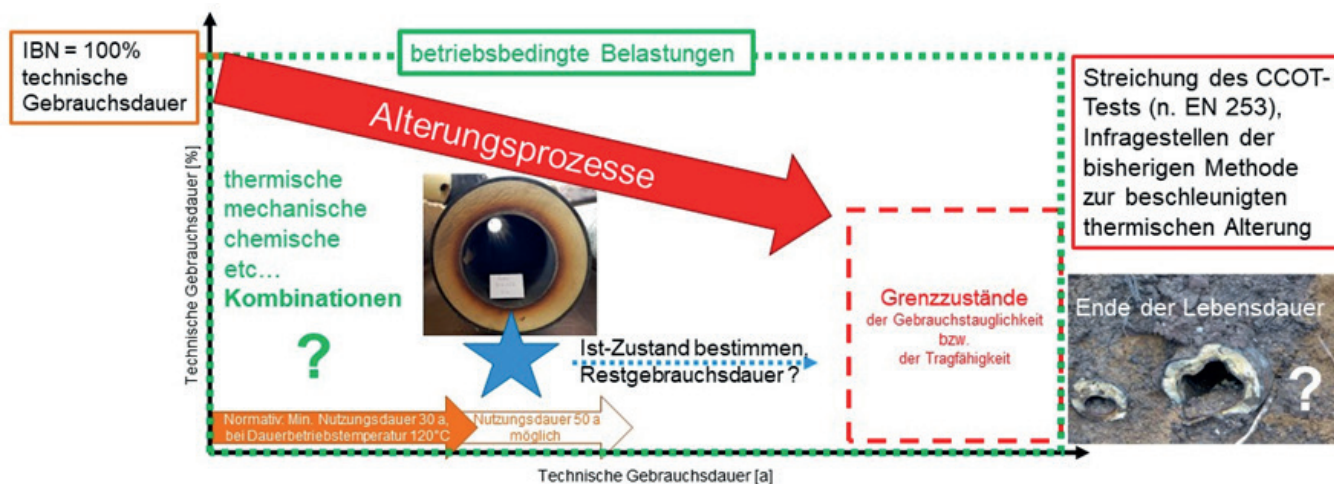 IBN = 100%
technische
Gebrauchsdauer
betriebsbedingte Belastungen
Streichung des CCOT-
Tests (n. EN 253),
Infragestellen der
bisherigen Methode
zur beschleunigten
thermischen Alterung
Alterungsprozesse
Technische Gebrauchsdauer [%]
thermische
mechanische
chemische
etc...
Kombinationen
?
Ist-Zustand bestimmen,
Restgebrauchsdauer ?
Grenzzustände
der Gebrauchstauglichkeit
bzw.
der Tragfähigkeit
Ende der Lebensdauer
?
Normativ: Min. Nutzungsdauer 30 a,
bei Dauerbetriebstemperatur 120°C
Nutzungsdauer 50 a
möglich
Technische Gebrauchsdauer [a]